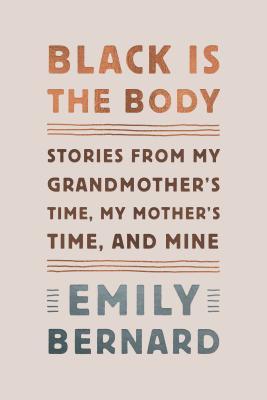 BLACK IS
THE BODY
STORIES FROM MY
GRANDMOTHER'S
TIME, MY MOTHER'S
TIME, AND MINE
EMILY
BERNARD